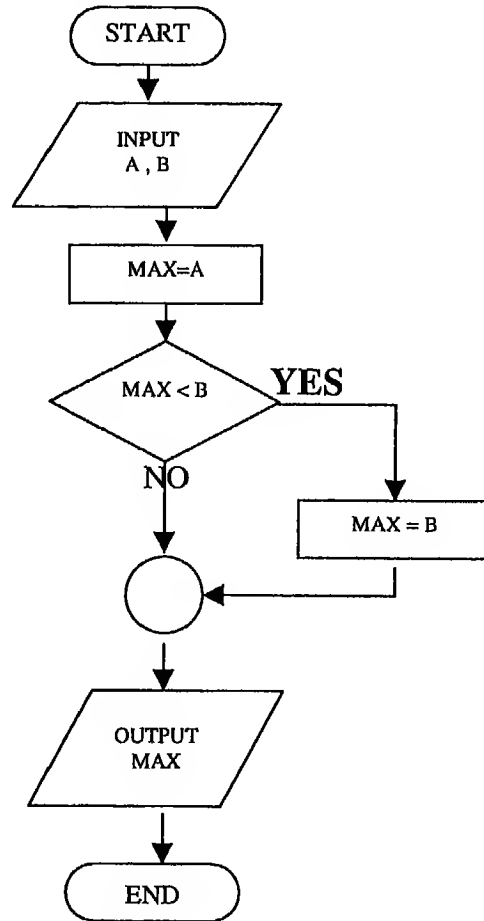 START
INPUT
A , B
MAX=A
MAX < B
YES
NO
MAX = B
OUTPUT
MAX
END